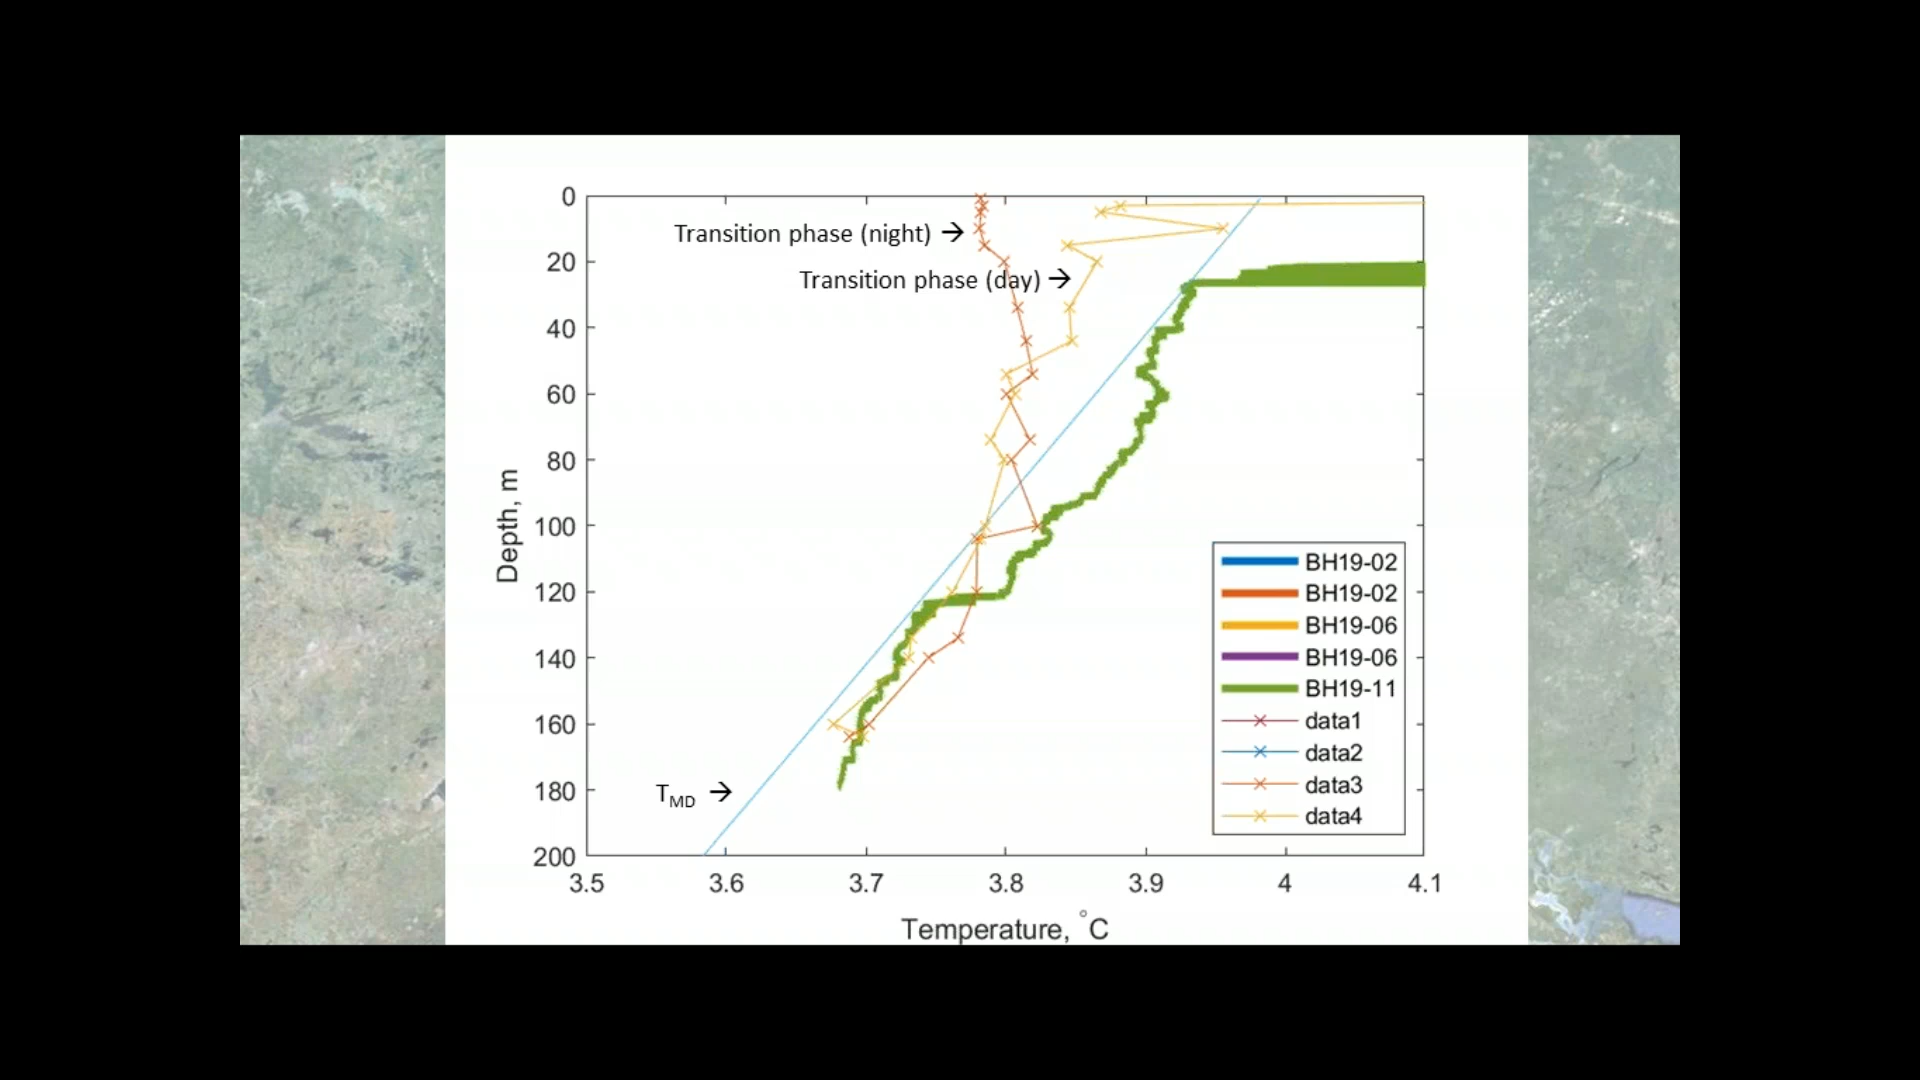 0
20
40
60
80
100
120
140
160
180
200
Depth, m
Transition phase (night) →
Transition phase (day) →
TMD →
BH19-02
BH19-02
BH19-06
BH19-06
BH19-11
data1
data2
data3
data4
3.5 3.6 3.7 3.8 3.9 4 4.1
Temperature, °C